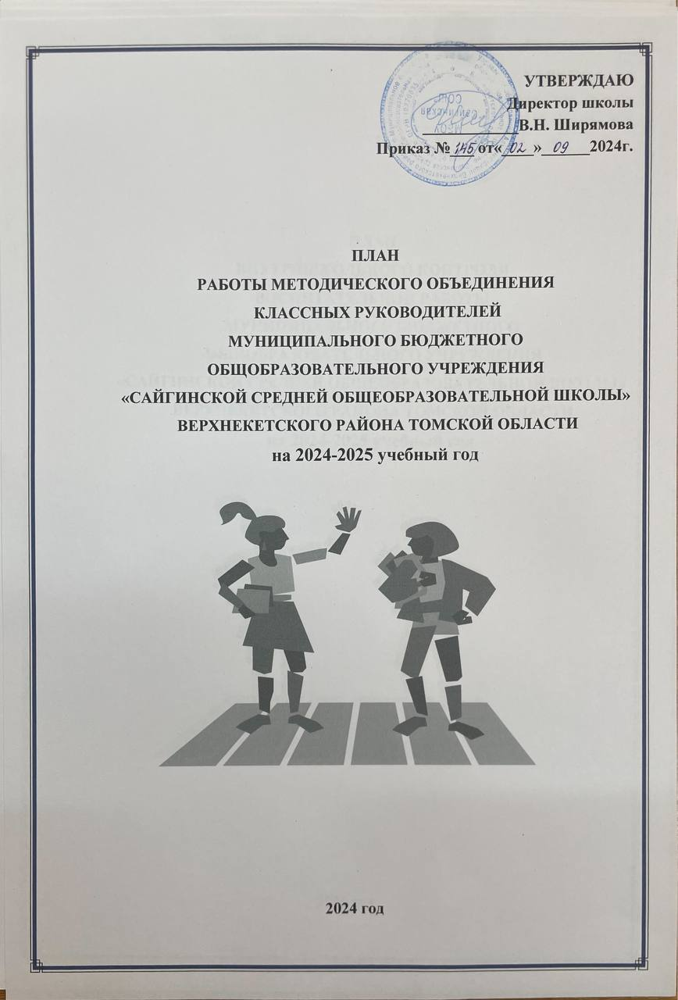 УТВЕРЖДАЮ
Директор школы
В.Н. Ширямова
Приказ № 145 от« 02 » 09 2024г.
ПЛАН
РАБОТЫ МЕТОДИЧЕСКОГО ОБЪЕДИНЕНИЯ
КЛАССНЫХ РУКОВОДИТЕЛЕЙ
МУНИЦИПАЛЬНОГО БЮДЖЕТНОГО
ОБЩОБРАЗОВАТЕЛЬНОГО УЧРЕЖДЕНИЯ
«САЙГИНСКОЙ СРЕДНЕЙ ОБЩЕОБРАЗОВАТЕЛЬНОЙ ШКОЛЫ»
ВЕРХНЕКЕТСКОГО РАЙОНА ТОМСКОЙ ОБЛАСТИ
на 2024-2025 учебный год
2024 год